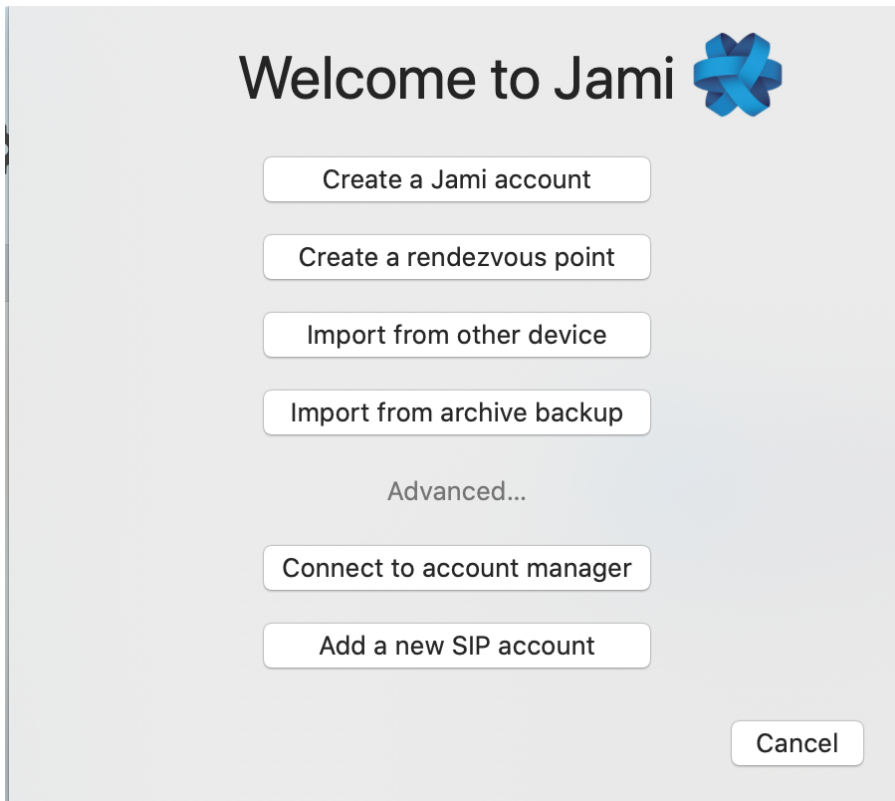 Welcome to Jami
Create a Jami account
Create a rendezvous point
Import from other device
Import from archive backup
Advanced...
Connect to account manager
Add a new SIP account
Cancel